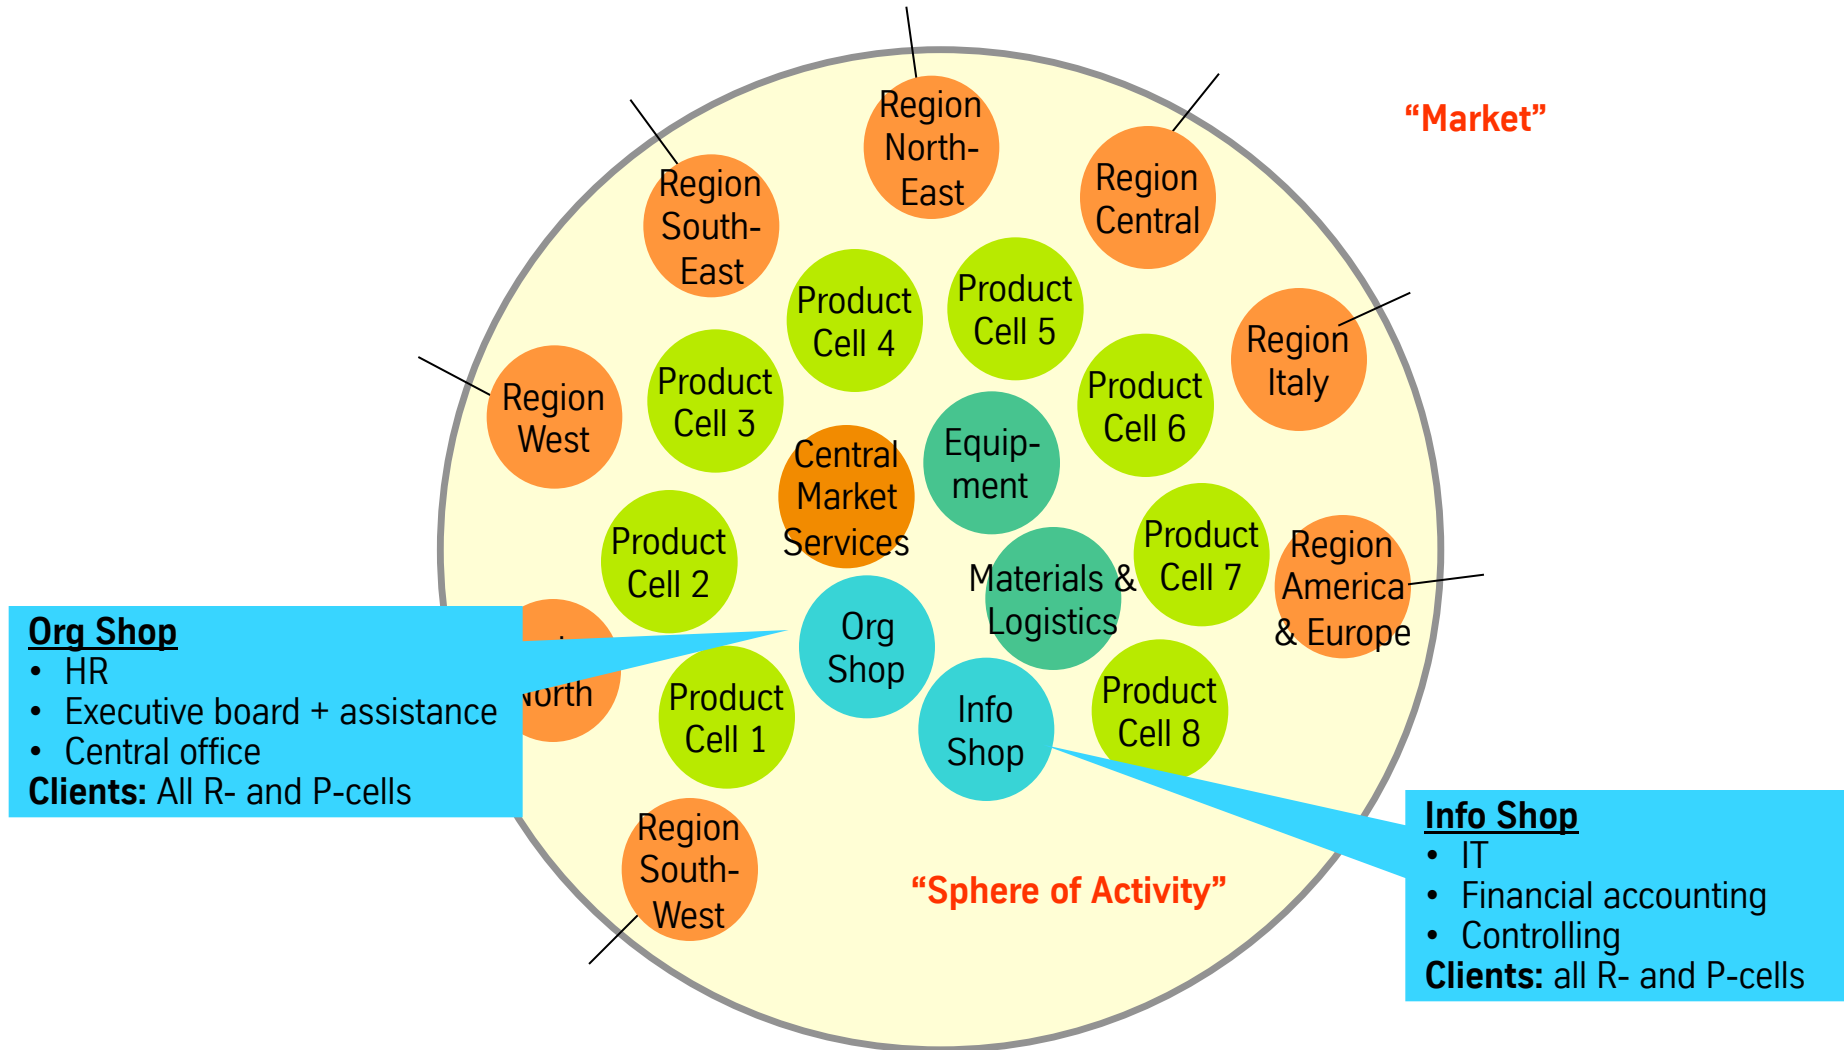 “Market”
Region
North-
East
Region
Central
Region
South-
East
Region
Italy
Region
West
Product
Cell 4
Product
Cell 5
Product
Cell 3
Product
Cell 6
Central
Market
Services
Equip-
ment
Product
Cell 2
Product
Cell 7
Region
America
& Europe
Materials &
Logistics
Org
Shop
North
Product
Cell 1
Info
Shop
Product
Cell 8
Region
South-
West
“Sphere of Activity”
Org Shop
• HR
• Executive board + assistance
• Central office
Clients: All R- and P-cells
Info Shop
• IT
• Financial accounting
• Controlling
Clients: all R- and P-cells